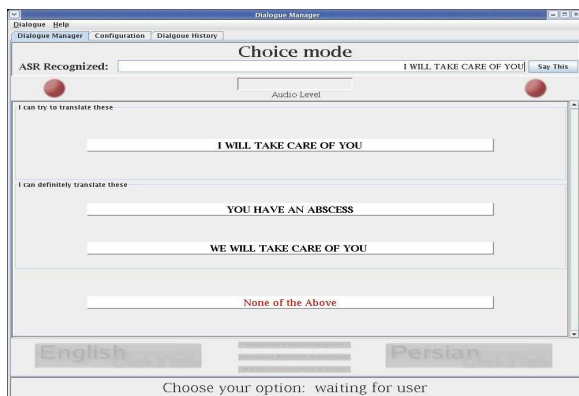 Dialogue Manager
Dialogue Help
Dialogue Manager Configuration Dialgoue History
Choice mode
ASR Recognized: I WILL TAKE CARE OF YOU Say This
Audio Level
I can try to translate these
I WILL TAKE CARE OF YOU
I can definitely translate these
YOU HAVE AN ABSCESS
WE WILL TAKE CARE OF YOU
None of the Above
English Persian
Choose your option: waiting for user